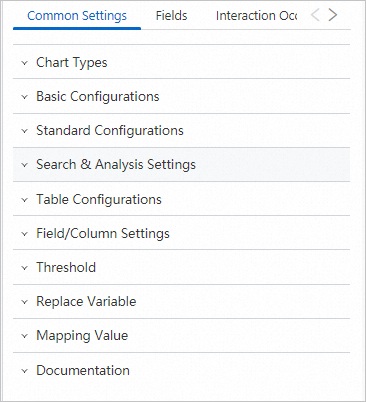 Common Settings Fields Interaction Occ
Chart Types
Basic Configurations
Standard Configurations
Search & Analysis Settings
Table Configurations
Field/Column Settings
Threshold
Replace Variable
Mapping Value
Documentation